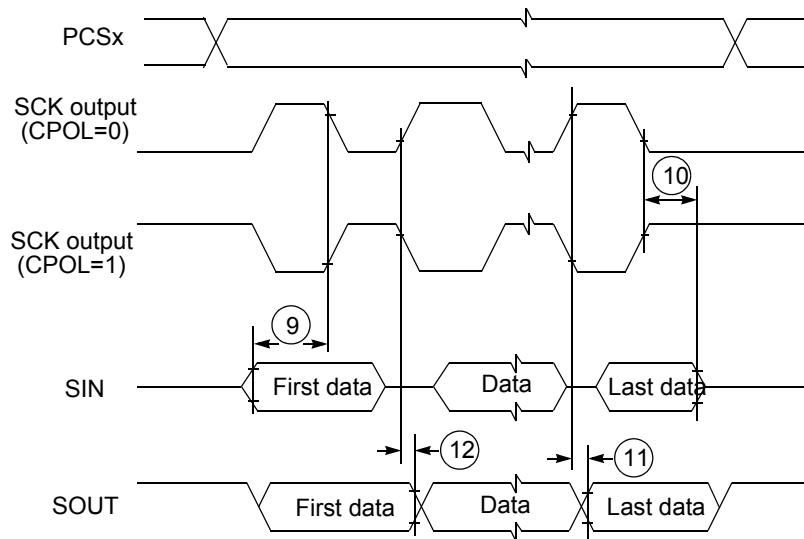 PCSx
SCK output
(CPOL=0)
10
SCK output
(CPOL=1)
9
SIN
First data
Data
Last data
12
11
SOUT
First data
Data
Last data